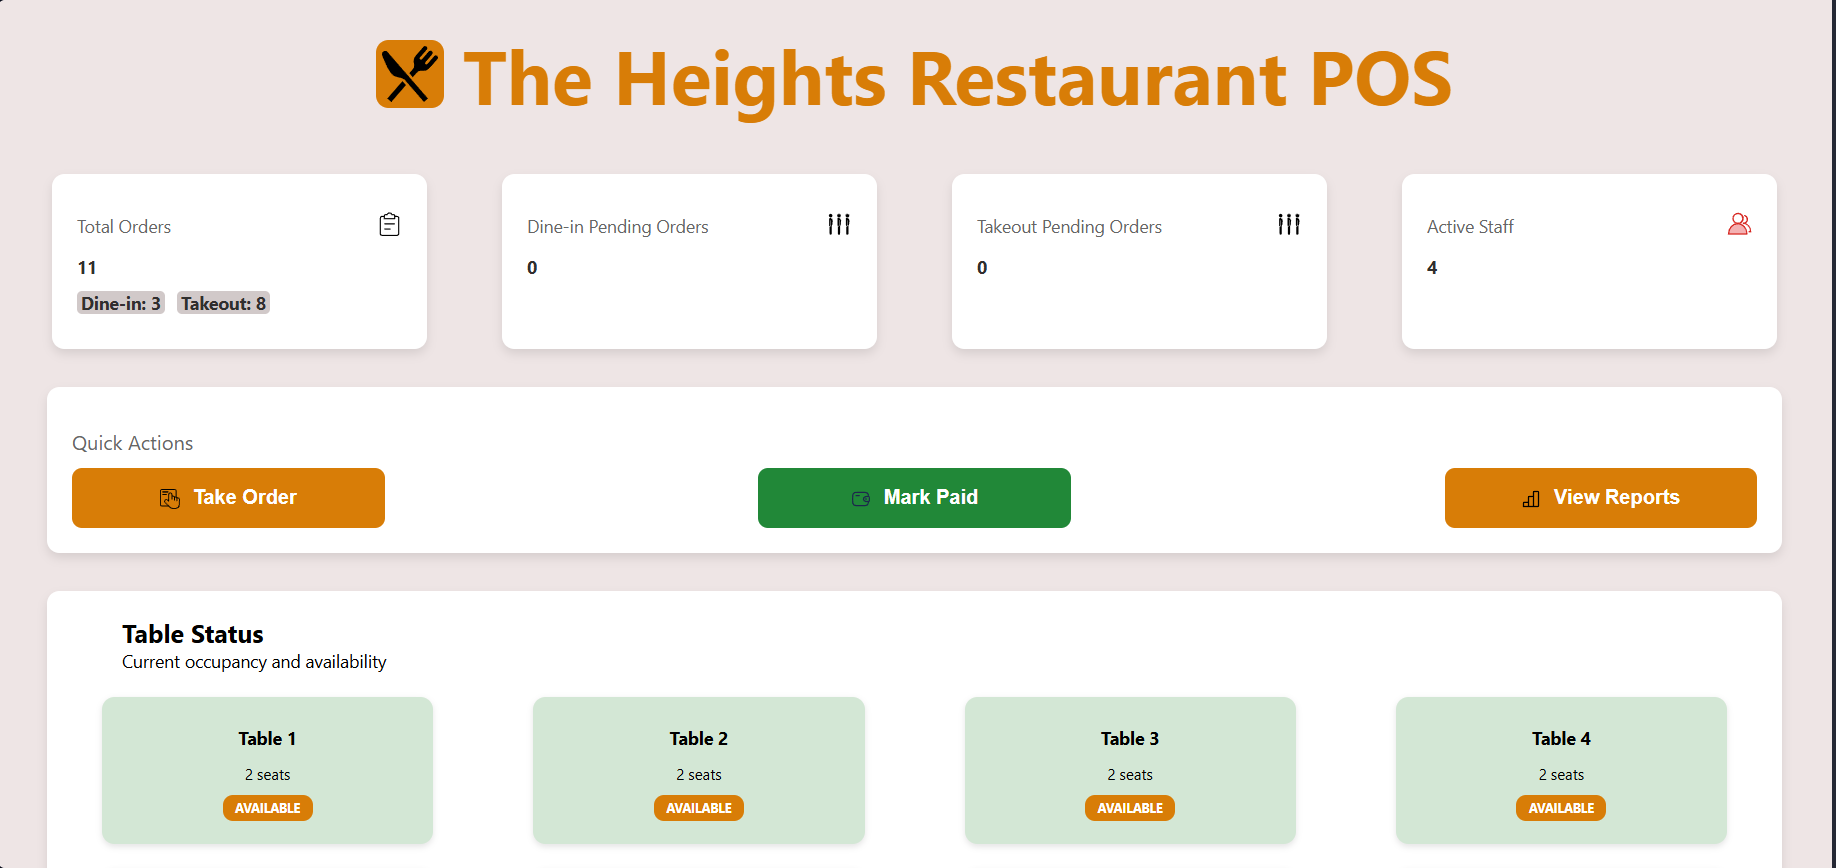 The Heights Restaurant POS
Total Orders
11
Dine-in: 3 Takeout: 8
Dine-in Pending Orders
0
Takeout Pending Orders
0
Active Staff
4
Quick Actions
Take Order
Mark Paid
View Reports
Table Status
Current occupancy and availability
Table 1
2 seats
AVAILABLE
Table 2
2 seats
AVAILABLE
Table 3
2 seats
AVAILABLE
Table 4
2 seats
AVAILABLE